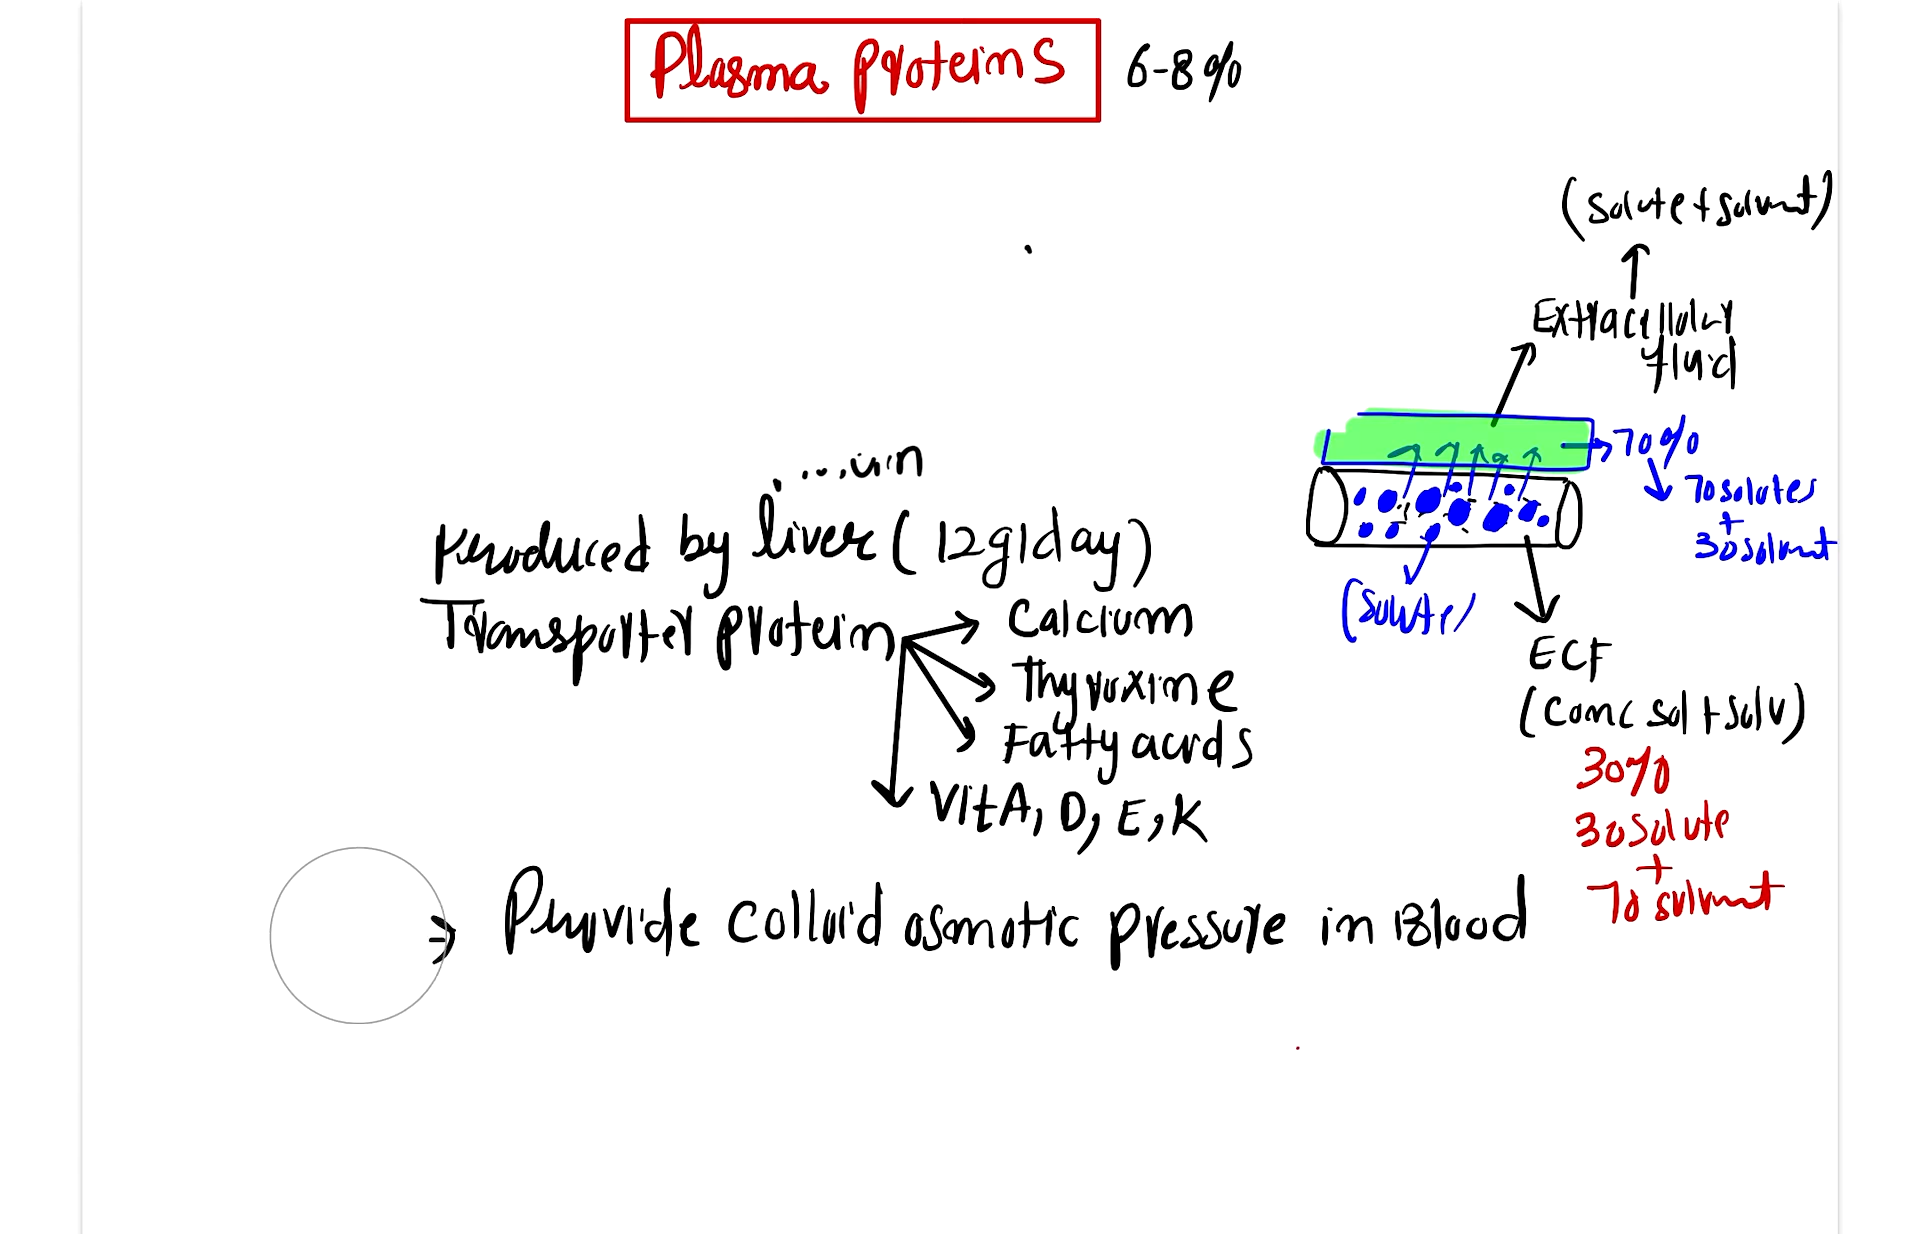 Plasma proteins 6-8%
(solute + solvent)
Extracellular
fluid
70%
70 solutes
+
30 solvent
Produced by liver (12g/day)
Transporter protein
Calcium
Thyroxine
Fatty acids
Vit A, D, E, K
(Solute)
ECF
(conc sol + solv)
30%
30 solute
+
70 solvent
⇒ Provide colloid osmotic pressure in Blood